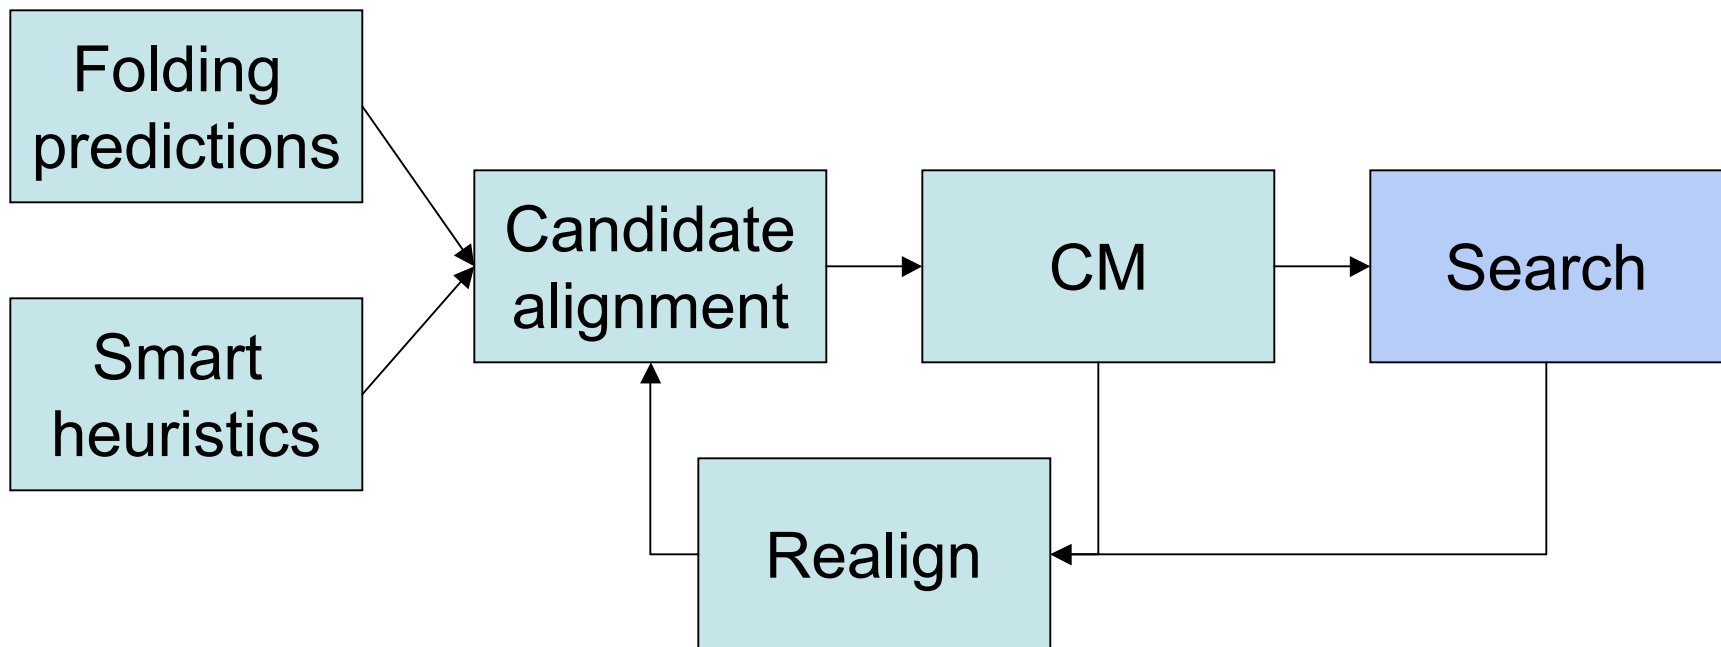 Folding
predictions
Smart
heuristics
Candidate
alignment
CM
Search
Realign